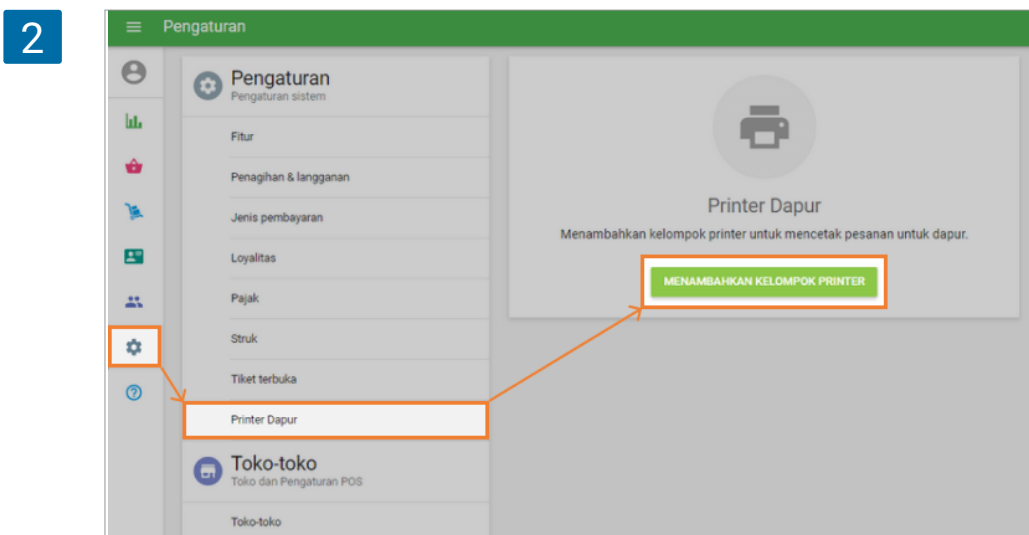 2
Pengaturan
Pengaturan
Pengaturan sistem
Fitur
Penagihan & langganan
Jenis pembayaran
Loyalitas
Pajak
Struk
Tiket terbuka
Printer Dapur
Toko-toko
Toko dan Pengaturan POS
Toko-toko
Printer Dapur
Menambahkan kelompok printer untuk mencetak pesanan untuk dapur.
MENAMBAHKAN KELOMPOK PRINTER